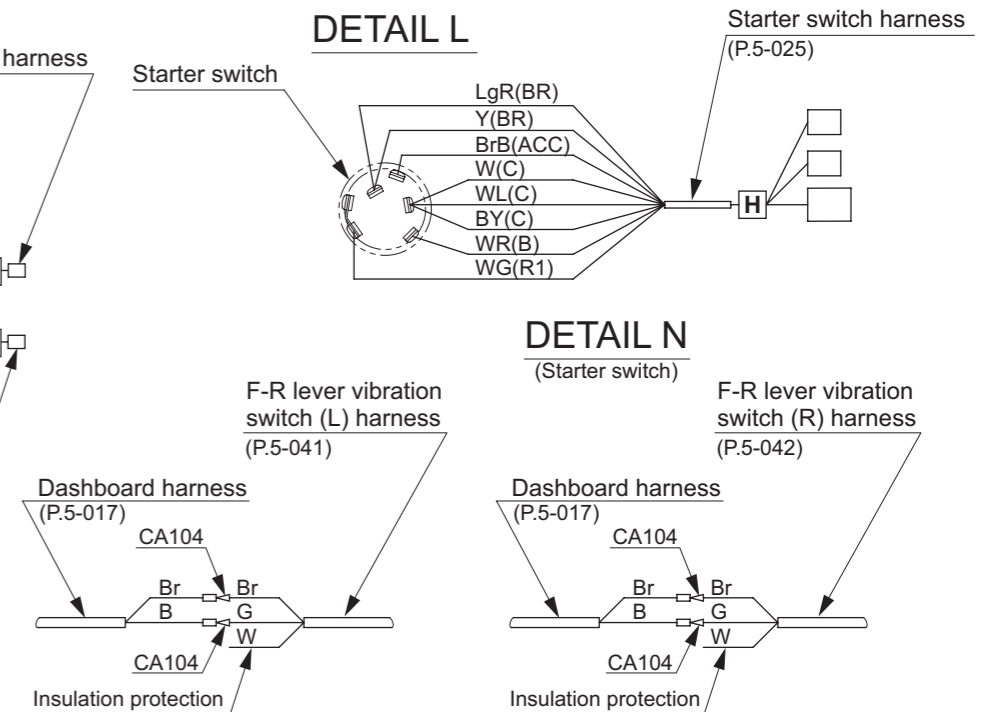 DETAIL L
Starter switch harness
(P.5-025)
harness
Starter switch
LgR(BR)
Y(BR)
BrB(ACC)
W(C)
WL(C)
BY(C)
WR(B)
WG(R1)
H
DETAIL N
(Starter switch)
F-R lever vibration
switch (L) harness
(P.5-041)
Dashboard harness
(P.5-017)
CA104
Br Br
B G
W
CA104
Insulation protection
F-R lever vibration
switch (R) harness
(P.5-042)
Dashboard harness
(P.5-017)
CA104
Br Br
B G
W
CA104
Insulation protection